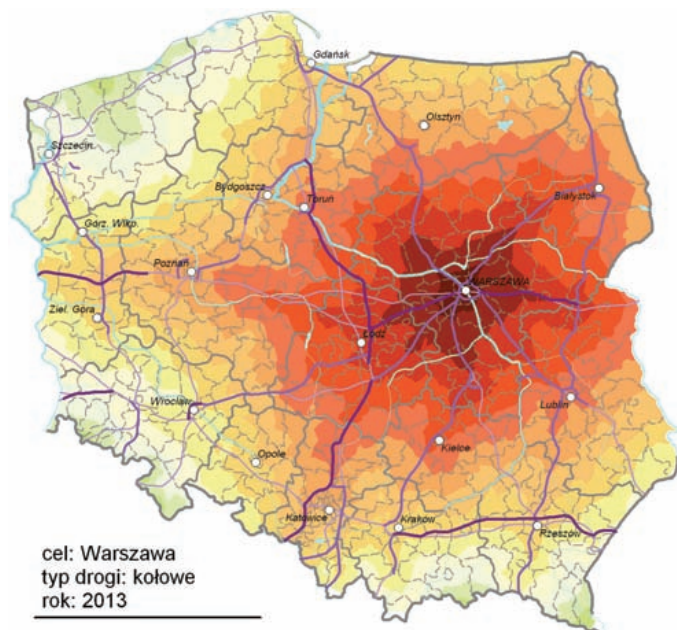 Gdańsk
Olsztyn
Szczecin
Bydgoszcz
Białystok
Toruń
Gorz. Wlkp.
Poznań
WARSZAWA
Ziel. Góra
Łódź
Wrocław
Lublin
Opole
Kielce
Katowice
Kraków
Rzeszów
cel: Warszawa
typ drogi: kołowe
rok: 2013